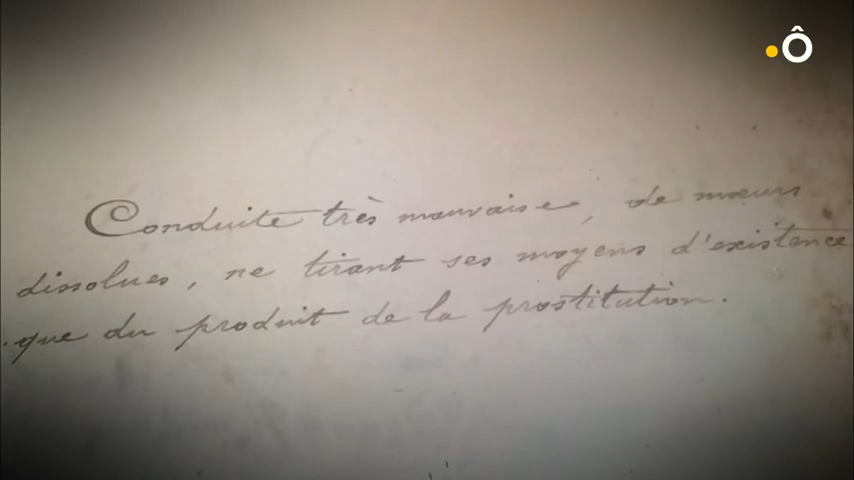 Ô
Conduite très mauvaise, de mœurs
dissolues, ne tirant ses moyens d'existence
que du produit de la prostitution.